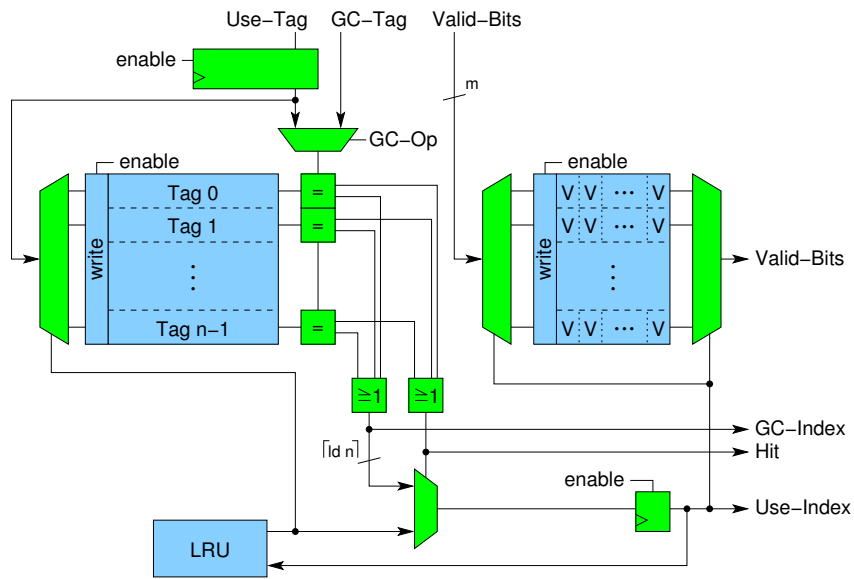 Use−Tag GC−Tag Valid−Bits
enable
m
GC−Op
enable enable
write Tag 0 = write V V ••• V
Tag 1 = V V ••• V
Valid−Bits
Tag n−1 = V V ••• V
≥1 ≥1
GC−Index
⌈ld n⌉ Hit
enable
Use−Index
LRU